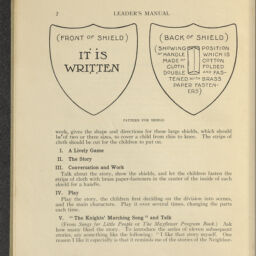 2
LEADER'S MANUAL
(FRONT OF SHIELD)
IT IS
WRITTEN
(BACK OF SHIELD)
(SHOWING POSITION
HANDLE WHICH IS
MADE OF COTTON
CLOTH FOLDED
DOUBLE AND FAS-
TENED WITH BRASS
PAPER FASTEN-
ERS)
PATTERN FOR SHIELD
week, gives the shape and directions for these large shields, which should
be of two or three sizes, to cover a child from chin to knee. The strips of
cloth should be cut for the children to put on.
I. A Lively Game
II. The Story
III. Conversation and Work
Talk about the story, show the shields, and let the children fasten the
strips of cloth with brass paper-fasteners in the center of the inside of each
shield for a handle.
IV. Play
Play the story, the children first deciding on the division into scenes,
and the main characters. Play it over several times, changing the parts
each time.
V. "The Knights' Marching Song" and Talk
(From Songs for Little People or The Mayflower Program Book.) Ask
how many liked the story. To introduce the series of eleven subsequent
stories, say something like the following: "I like that story myself. One
reason I like it especially is that it reminds me of the stories of the Neighbor-